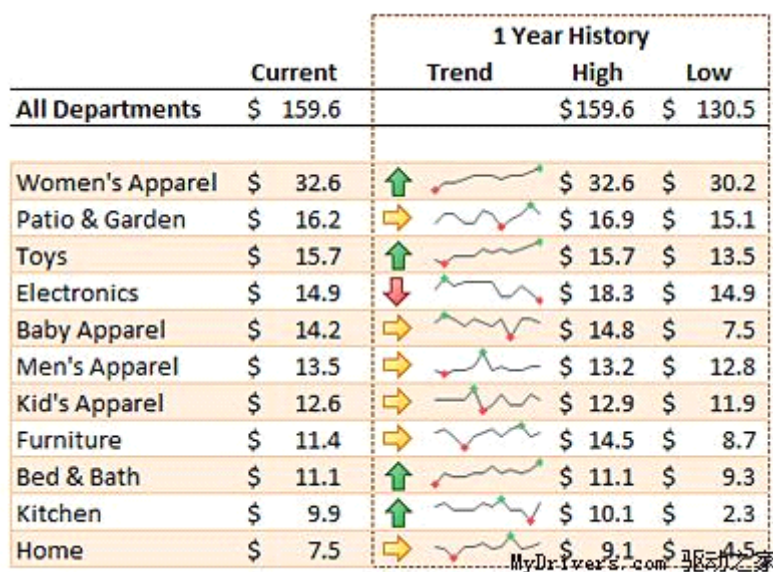 1 Year History
Current Trend High Low
All Departments $ 159.6 $159.6 $ 130.5
Women's Apparel $ 32.6 $ 32.6 $ 30.2
Patio & Garden $ 16.2 $ 16.9 $ 15.1
Toys $ 15.7 $ 15.7 $ 13.5
Electronics $ 14.9 $ 18.3 $ 14.9
Baby Apparel $ 14.2 $ 14.8 $ 7.5
Men's Apparel $ 13.5 $ 13.2 $ 12.8
Kid's Apparel $ 12.6 $ 12.9 $ 11.9
Furniture $ 11.4 $ 14.5 $ 8.7
Bed & Bath $ 11.1 $ 11.1 $ 9.3
Kitchen $ 9.9 $ 10.1 $ 2.3
Home $ 7.5 $ 9.1 $ 4.5
MyDrivers.com 驱动之家